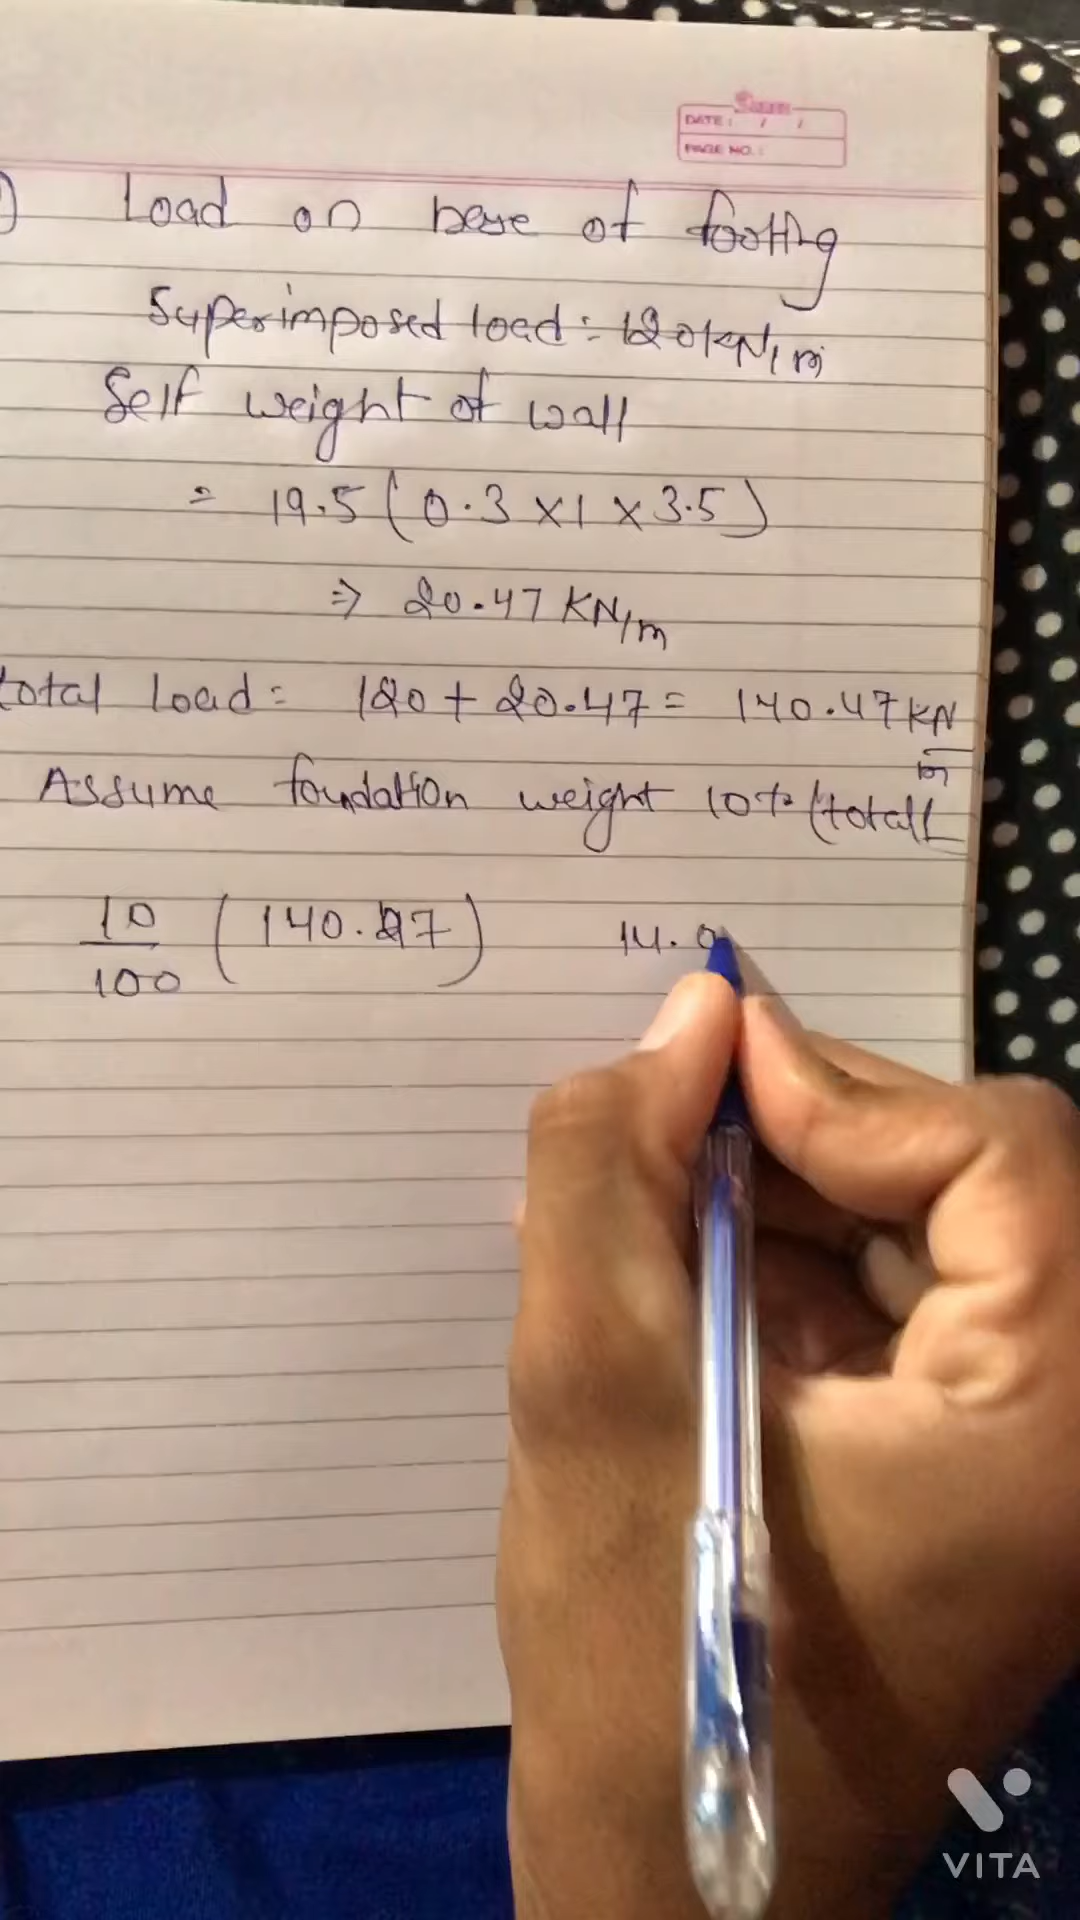 Sundaram
DATE: / /
PAGE NO.:
) Load on base of footing
Superimposed load = 120 KN/m
Self weight of wall
= 19.5 (0.3 × 1 × 3.5)
⇒ 20.47 KN/m
total load = 120 + 20.47 = 140.47 KN/m
Assume foundation weight 10% (total L
10/100 (140.47) 14.0
VITA